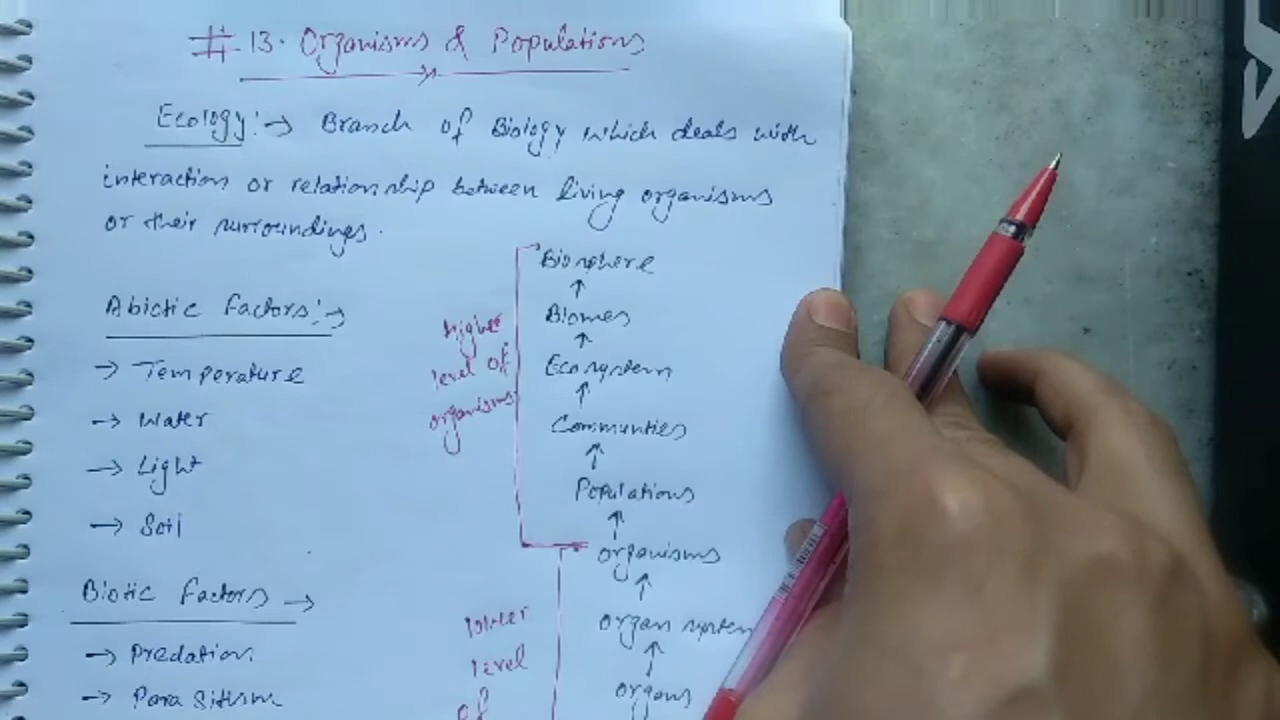 # 13. Organisms & Populations
Ecology :→ Branch of Biology which deals with
interaction or relationship between living organisms
or their surroundings.
Abiotic factors :→
→ Temperature
→ Water
→ Light
→ Soil
Biotic factors →
→ Predation
→ Parasitism
higher
level of
organisms
Biosphere
↑
Biomes
↑
Ecosystem
↑
Communties
↑
Populations
↑
organisms
↑
organ system
↑
organs
lower
level
of